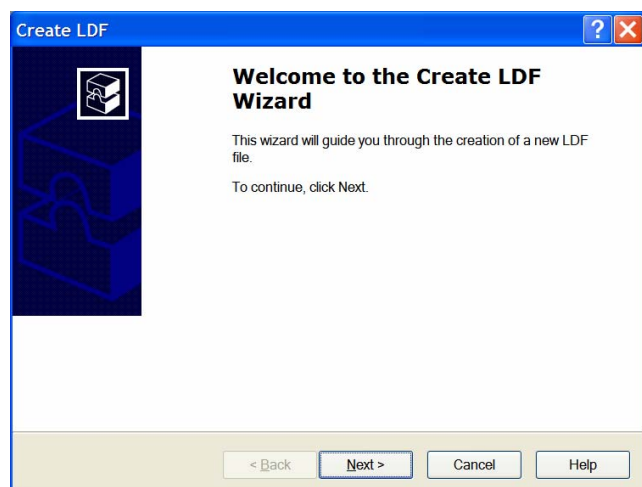 Create LDF
?
Welcome to the Create LDF
Wizard
This wizard will guide you through the creation of a new LDF
file.
To continue, click Next.
< Back Next > Cancel Help